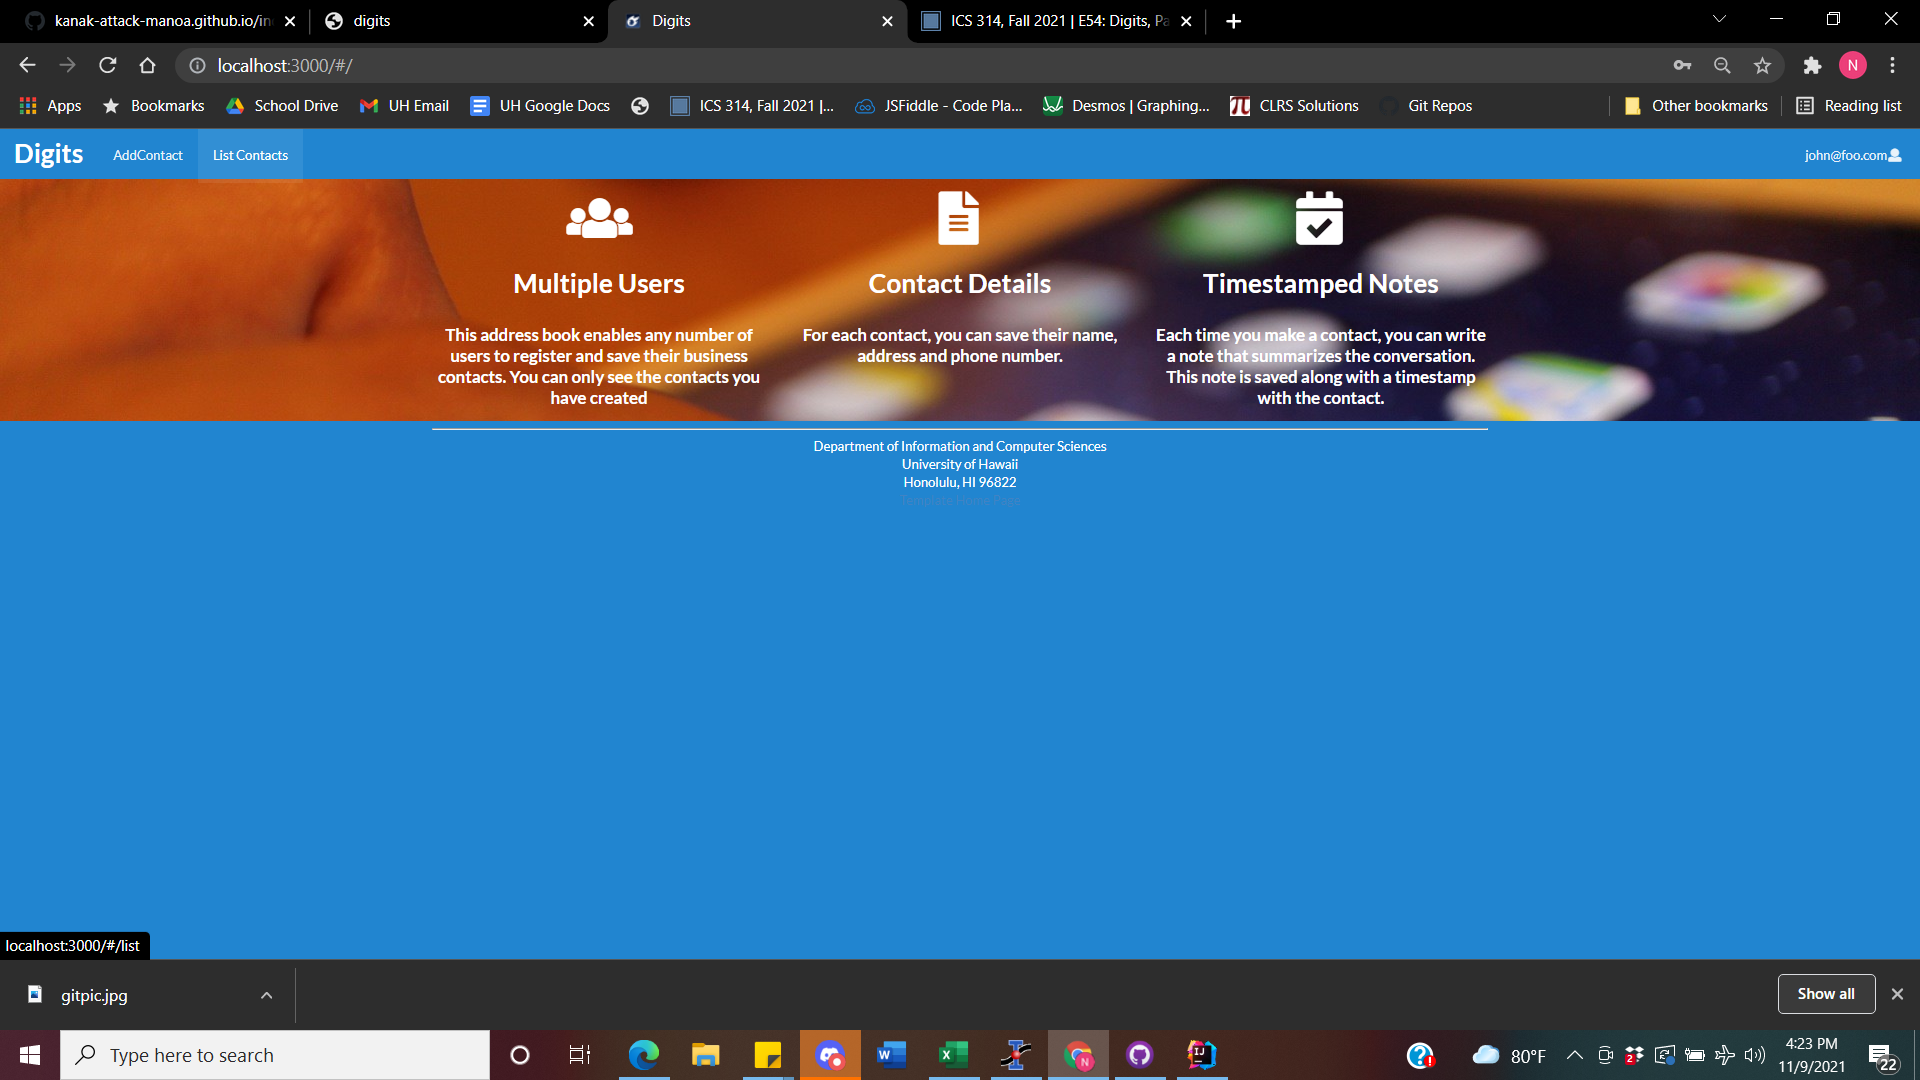 kanak-attack-manoa.github.io/in
digits
Digits
ICS 314, Fall 2021 | E54: Digits, Pa
localhost:3000/#/
N
Apps
Bookmarks
School Drive
UH Email
UH Google Docs
ICS 314, Fall 2021 |...
JSFiddle - Code Pla...
Desmos | Graphing...
CLRS Solutions
Git Repos
Other bookmarks
Reading list
Digits
AddContact
List Contacts
john@foo.com
Multiple Users
This address book enables any number of
users to register and save their business
contacts. You can only see the contacts you
have created
Contact Details
For each contact, you can save their name,
address and phone number.
Timestamped Notes
Each time you make a contact, you can write
a note that summarizes the conversation.
This note is saved along with a timestamp
with the contact.
Department of Information and Computer Sciences
University of Hawaii
Honolulu, HI 96822
Template Home Page
localhost:3000/#/list
gitpic.jpg
Show all
Type here to search
80°F
2
4:23 PM
11/9/2021
22